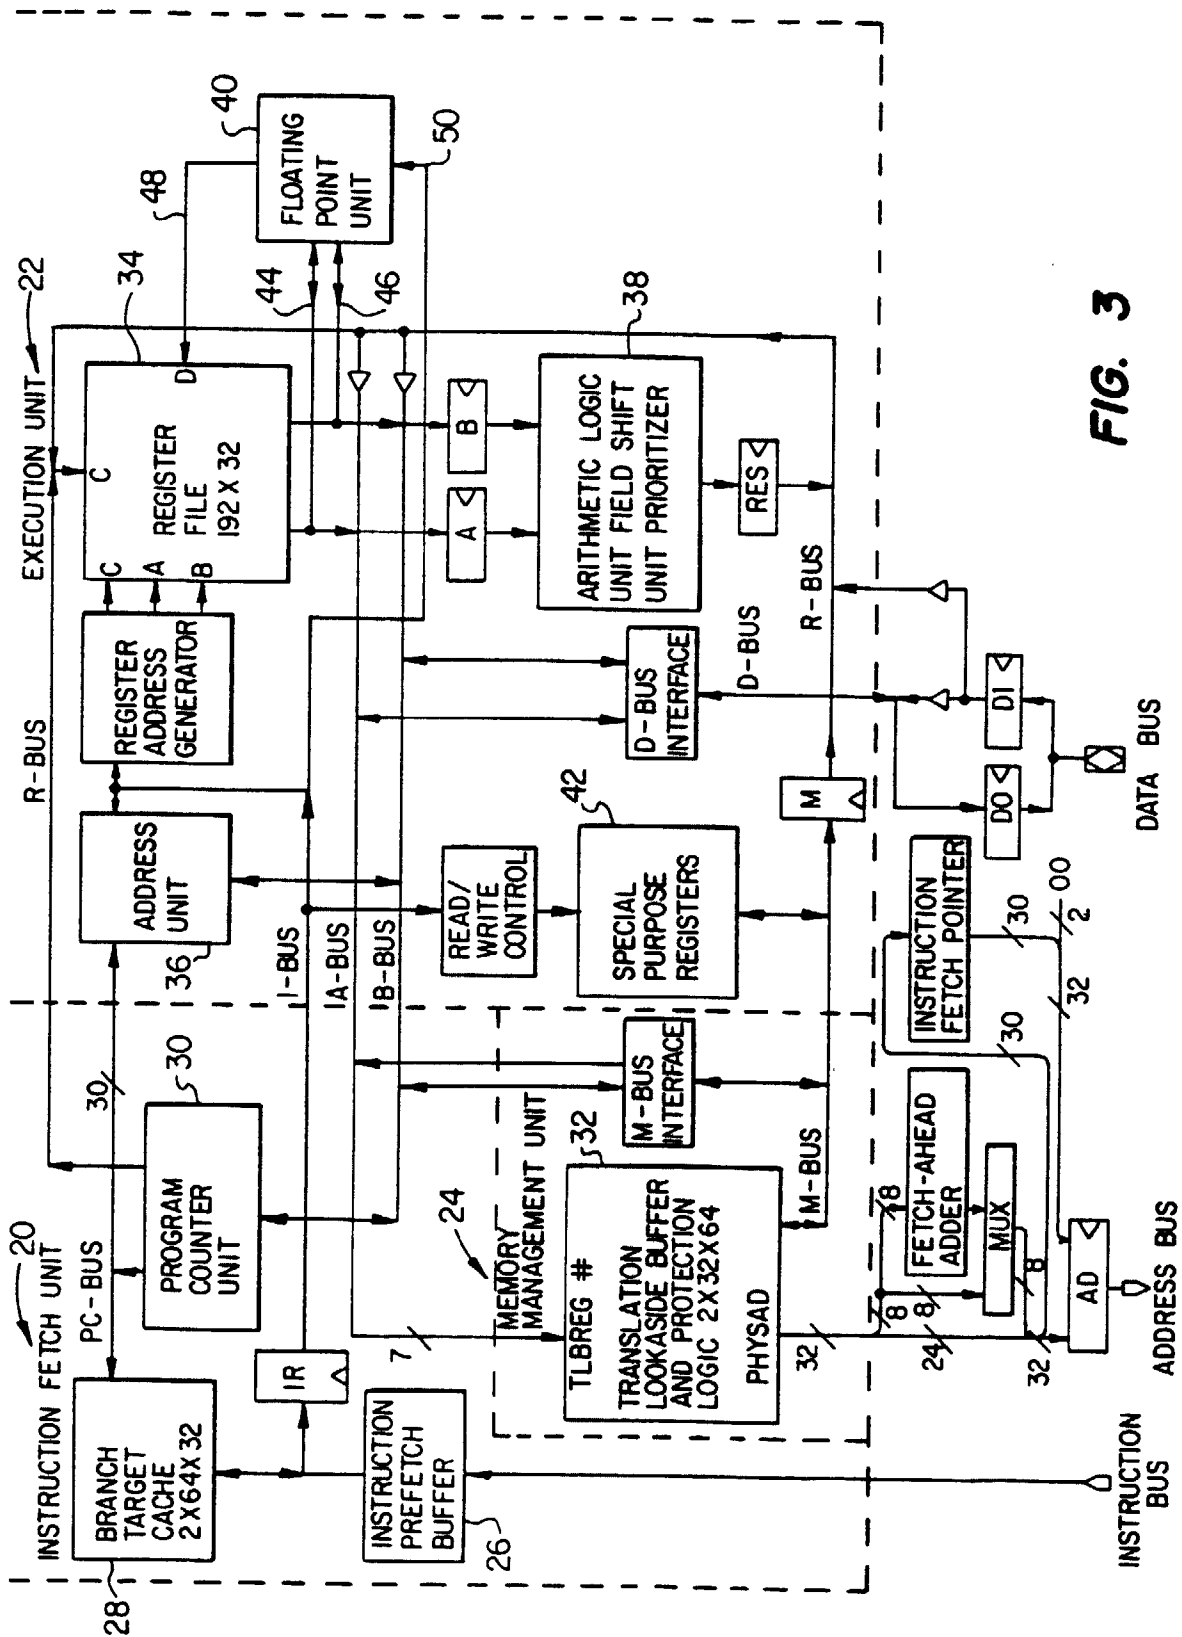 INSTRUCTION FETCH UNIT
20
EXECUTION UNIT
22
28
BRANCH
TARGET
CACHE
2X64X32
PC-BUS
30
PROGRAM
COUNTER
UNIT
30
R-BUS
ADDRESS
UNIT
36
REGISTER
ADDRESS
GENERATOR
C
A
B
C
D
REGISTER
FILE
192 X 32
34
48
40
FLOATING
POINT
UNIT
44
46
50
IR
I-BUS
A-BUS
B-BUS
INSTRUCTION
PREFETCH
BUFFER
26
7
24
MEMORY
MANAGEMENT UNIT
TLBREG #
32
TRANSLATION
LOOKASIDE BUFFER
AND PROTECTION
LOGIC 2X32X64
PHYSAD
M-BUS
INTERFACE
M-BUS
READ/
WRITE
CONTROL
SPECIAL
PURPOSE
REGISTERS
42
D-BUS
INTERFACE
D-BUS
A
B
ARITHMETIC LOGIC
UNIT FIELD SHIFT
UNIT PRIORITIZER
38
RES
R-BUS
M
32
8
8
8
24
FETCH-AHEAD
ADDER
MUX
8
32
30
INSTRUCTION
FETCH POINTER
30
2
00
32
AD
DO
DI
INSTRUCTION
BUS
ADDRESS BUS
DATA BUS
FIG. 3